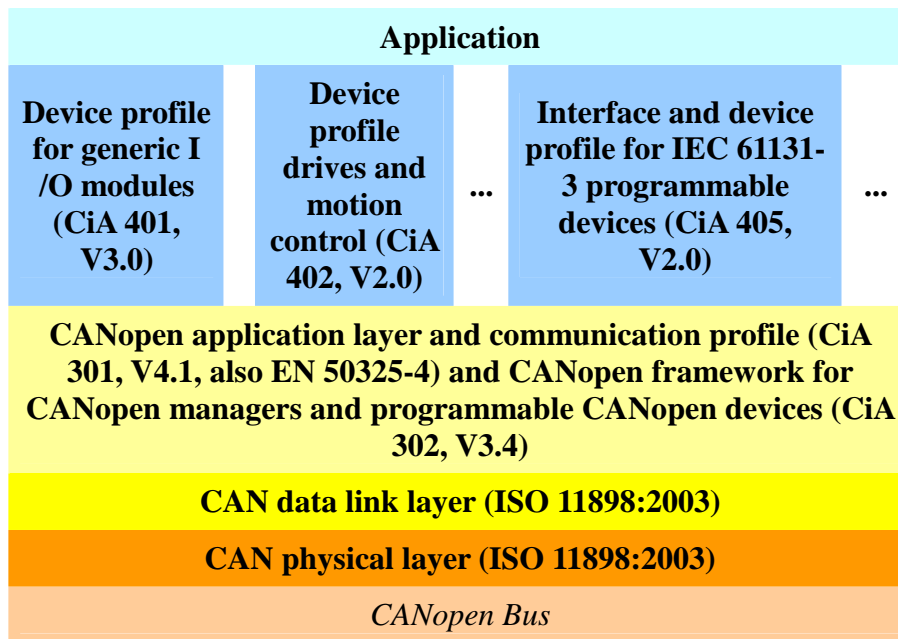 Application
Device profile
for generic I
/O modules
(CiA 401,
V3.0)
Device
profile
drives and
motion
control (CiA
402, V2.0)
...
Interface and device
profile for IEC 61131-
3 programmable
devices (CiA 405,
V2.0)
...
CANopen application layer and communication profile (CiA
301, V4.1, also EN 50325-4) and CANopen framework for
CANopen managers and programmable CANopen devices (CiA
302, V3.4)
CAN data link layer (ISO 11898:2003)
CAN physical layer (ISO 11898:2003)
CANopen Bus